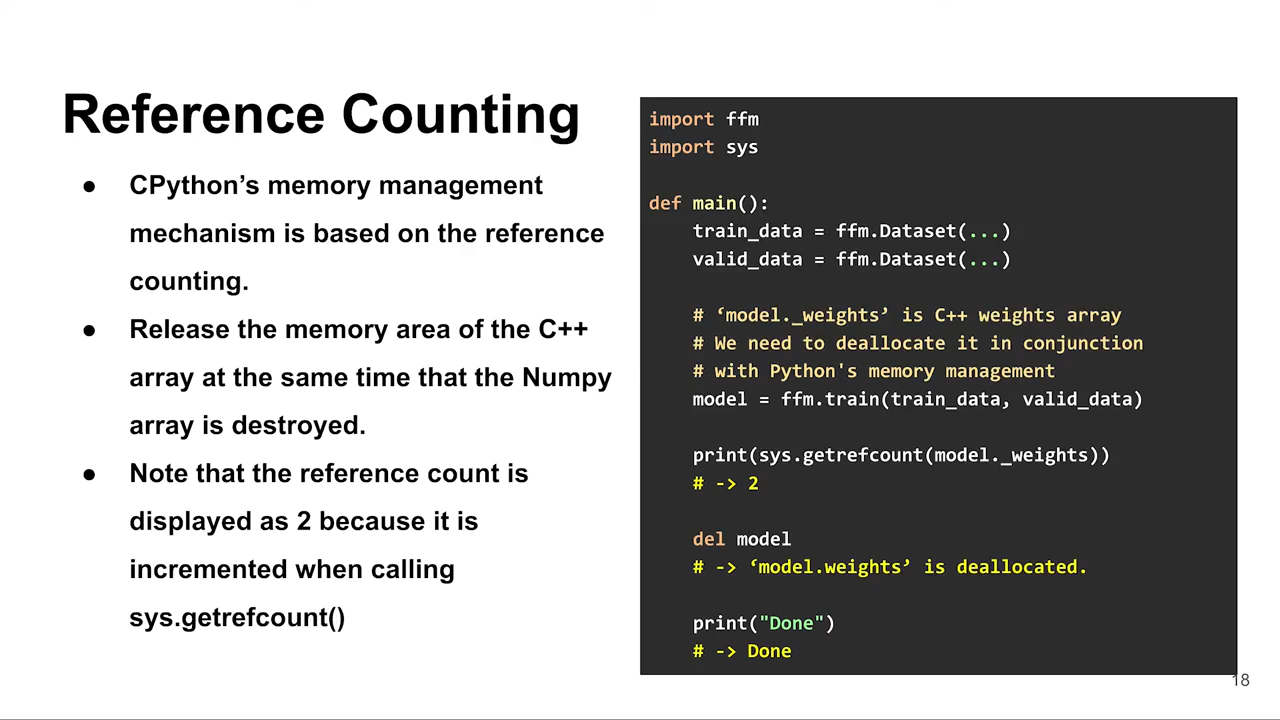 Reference Counting
● CPython’s memory management
mechanism is based on the reference
counting.
● Release the memory area of the C++
array at the same time that the Numpy
array is destroyed.
● Note that the reference count is
displayed as 2 because it is
incremented when calling
sys.getrefcount()
import ffm
import sys
def main():
train_data = ffm.Dataset(...)
valid_data = ffm.Dataset(...)
# ‘model._weights’ is C++ weights array
# We need to deallocate it in conjunction
# with Python's memory management
model = ffm.train(train_data, valid_data)
print(sys.getrefcount(model._weights))
# -> 2
del model
# -> ‘model.weights’ is deallocated.
print("Done")
# -> Done
18